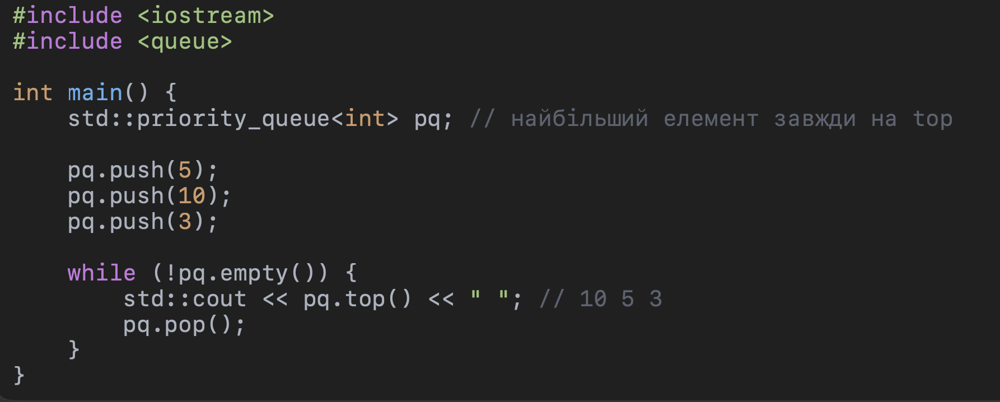 #include <iostream>
#include <queue>
int main() {
std::priority_queue<int> pq; // найбільший елемент завжди на top
pq.push(5);
pq.push(10);
pq.push(3);
while (!pq.empty()) {
std::cout << pq.top() << " "; // 10 5 3
pq.pop();
}
}